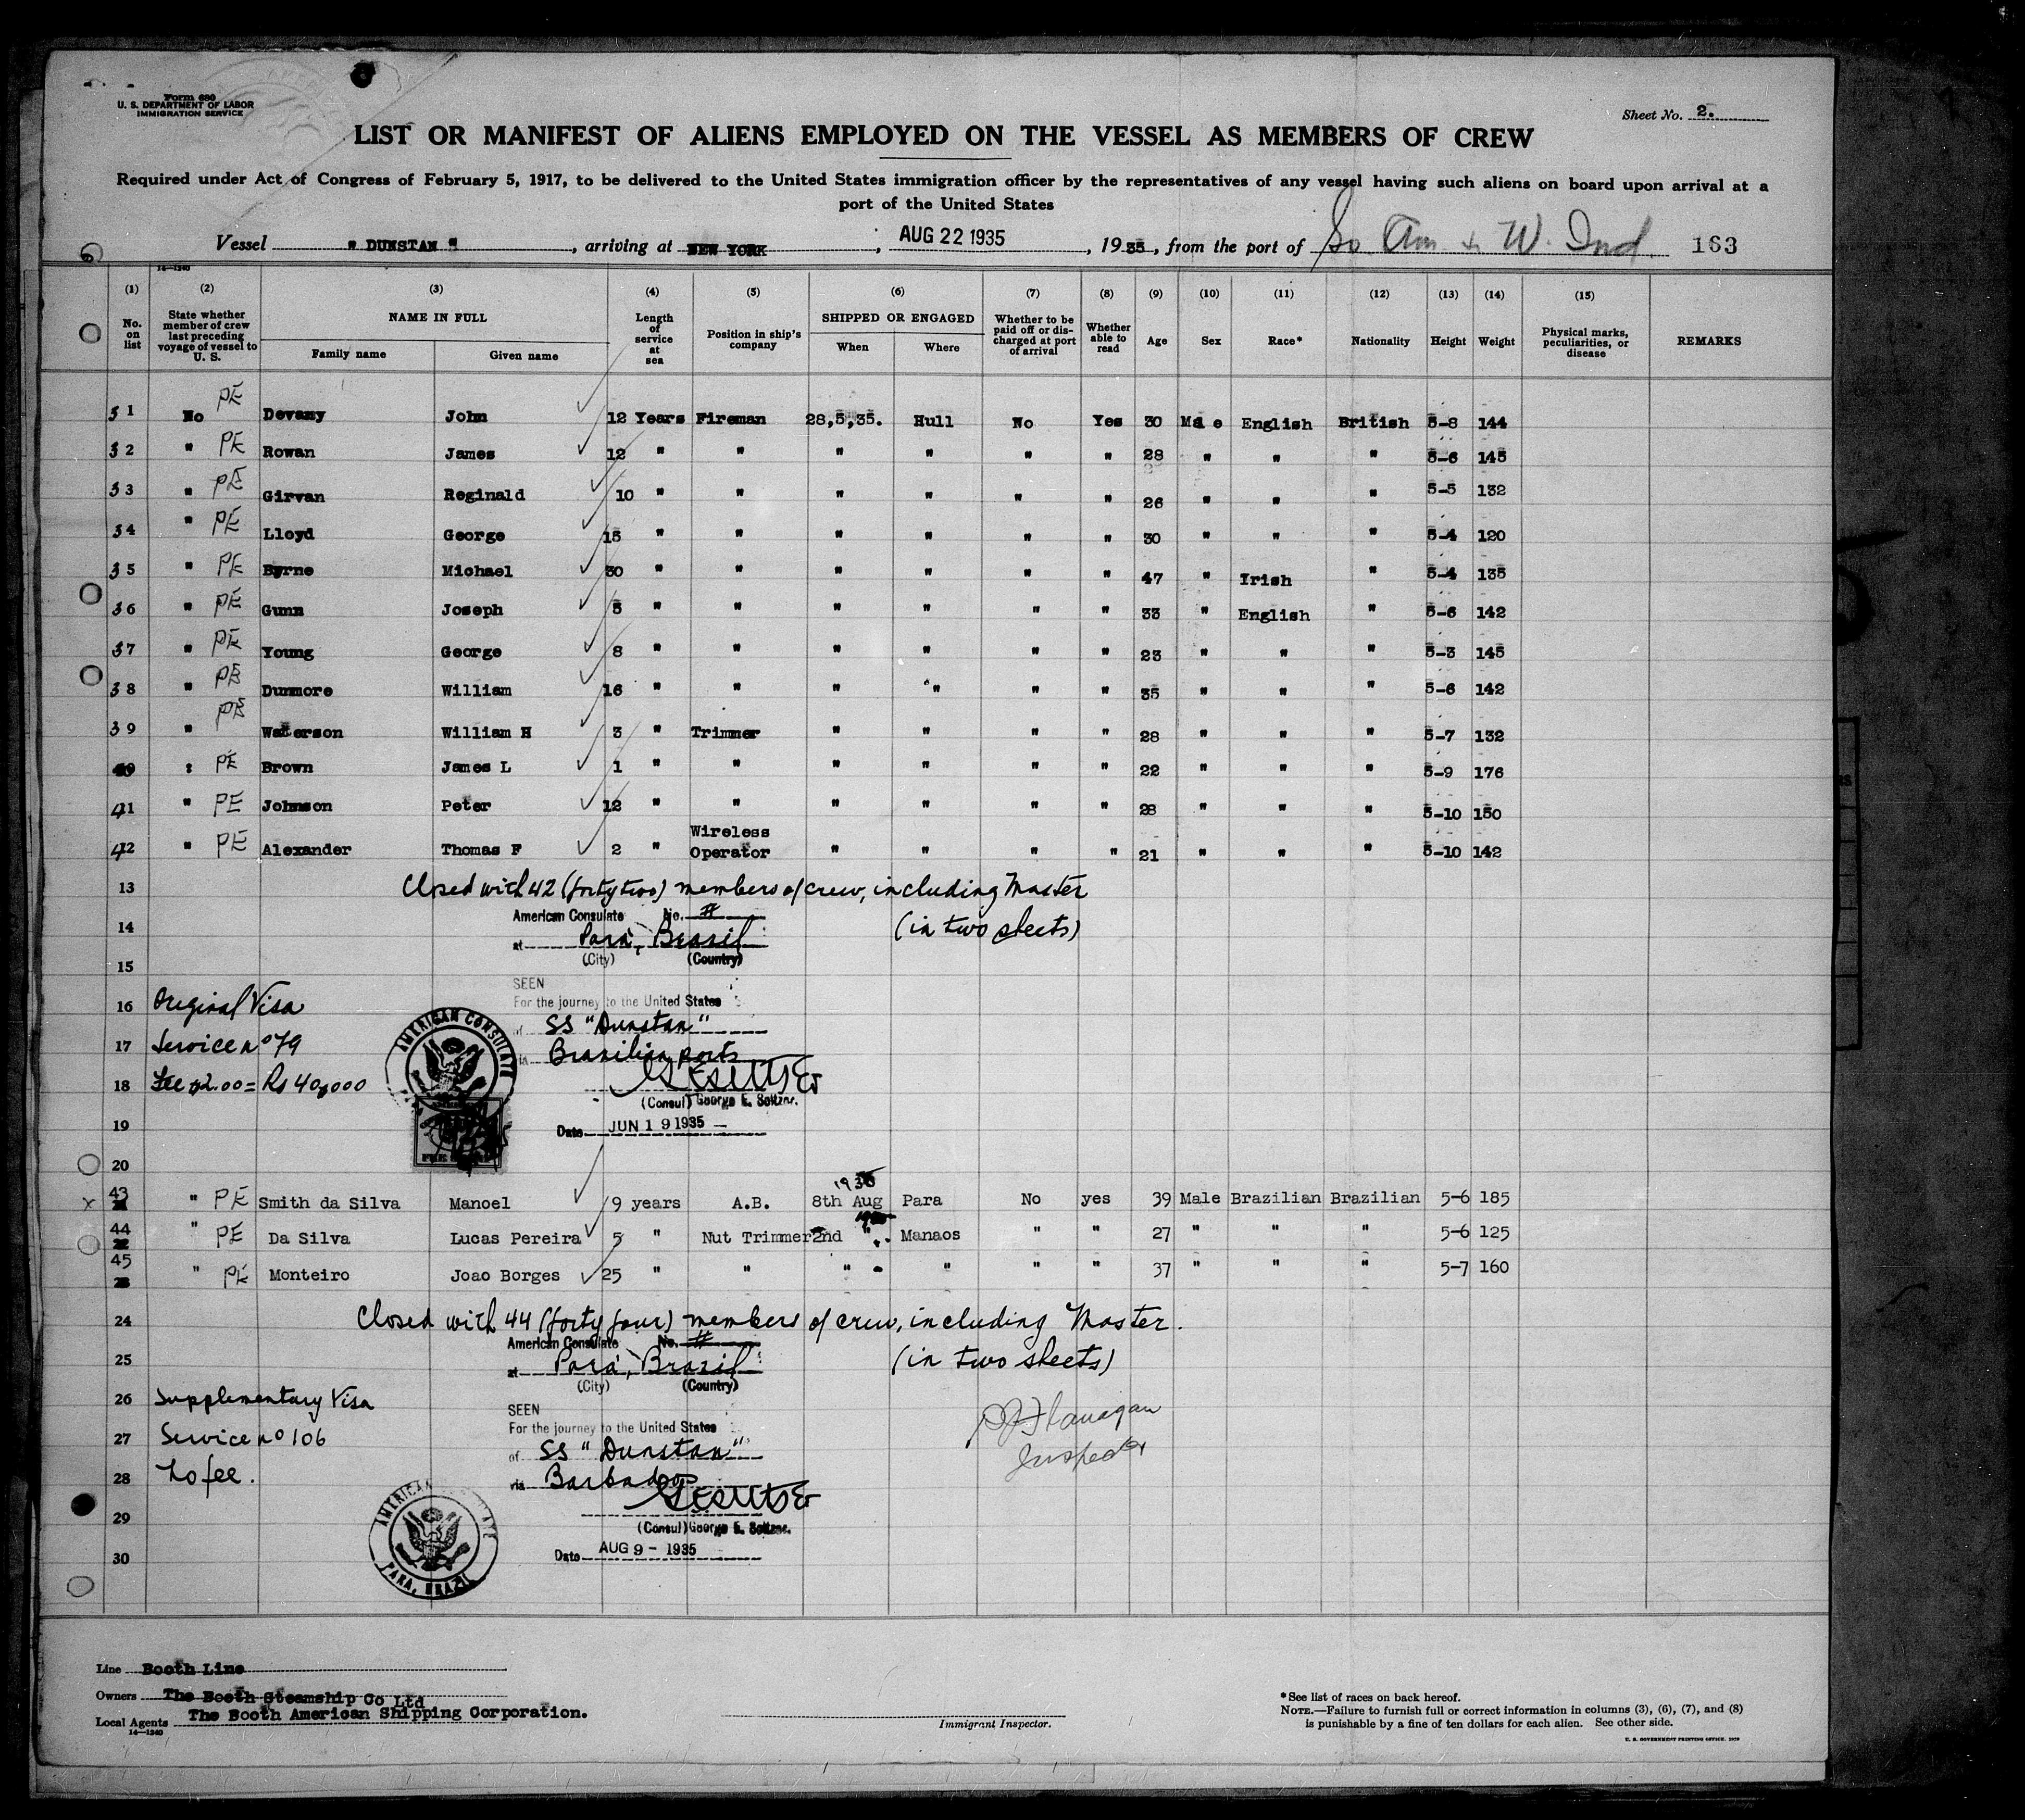 Form 680
U. S. DEPARTMENT OF LABOR
IMMIGRATION SERVICE
Sheet No. 2.
LIST OR MANIFEST OF ALIENS EMPLOYED ON THE VESSEL AS MEMBERS OF CREW
Required under Act of Congress of February 5, 1917, to be delivered to the United States immigration officer by the representatives of any vessel having such aliens on board upon arrival at a
port of the United States
Vessel " DUNSTAN ", arriving at NEW YORK, AUG 22 1935, 1935, from the port of So Am & W. Ind. 163
14—1240
(1) (2) (3) (4) (5) (6) (7) (8) (9) (10) (11) (12) (13) (14) (15)
No. on list
State whether member of crew last preceding voyage of vessel to U. S.
NAME IN FULL
Family name
Given name
Length of service at sea
Position in ship's company
SHIPPED OR ENGAGED
When
Where
Whether to be paid off or discharged at port of arrival
Whether able to read
Age
Sex
Race*
Nationality
Height
Weight
Physical marks, peculiarities, or disease
REMARKS
31 No PE Devany John 12 Years Fireman 28,5,35. Hull No Yes 30 Male English British 5-8 144
32 " PE Rowan James 12 " " " " " " 28 " " " 5-6 145
33 " PE Girvan Reginald 10 " " " " " " 26 " " " 5-5 132
34 " PE Lloyd George 15 " " " " " " 30 " " " 5-4 120
35 " PE Byrne Michael 30 " " " " " " 47 " Irish " 5-4 135
36 " PE Gunn Joseph 5 " " " " " " 33 " English " 5-6 142
37 " PE Young George 8 " " " " " " 23 " " " 5-3 145
38 " PE Dunmore William 16 " " " " " " 35 " " " 5-6 142
39 " PE Waterson William H 3 " Trimmer " " " " 28 " " " 5-7 132
40 : PE Brown James L 1 " " " " " " 22 " " " 5-9 176
41 " PE Johnson Peter 12 " " " " " " 28 " " " 5-10 150
42 " PE Alexander Thomas F 2 " Wireless Operator " " " " 21 " " " 5-10 142
13 Closed with 42 (forty two) members of crew, including Master
American Consulate No. #
14 (in two sheets)
at Pará, Brazil
(City) (Country)
15
SEEN
For the journey to the United States
16 Original Visa
of SS "Dunstan"
17 Service no 79
via Brazilian ports
18 Fee $2.00 = Rs 40,000
(Consul) George E. Seltzer.
19
Date JUN 19 1935
AMERICAN CONSULATE
20
43 " PE Smith da Silva Manoel 9 years A.B. 8th Aug 1935 Para No yes 39 Male Brazilian Brazilian 5-6 185
44 " PE Da Silva Lucas Pereira 5 " Nut Trimmer 2nd " Manaos " " 27 " " " 5-6 125
45 " PE Monteiro Joao Borges 25 " " " " " " 37 " " " 5-7 160
24 Closed with 44 (forty four) members of crew, including Master.
American Consulate No. #
25 (in two sheets)
at Pará, Brazil
(City) (Country)
26 Supplementary Visa
SEEN
For the journey to the United States
27 Service no 106
of SS "Dunstan"
28 No fee.
via Barbados
29
(Consul) George E. Seltzer.
30
Date AUG 9 - 1935
AMERICAN
PARA, BRAZIL
Flanagan
Inspector
Line Booth Line
Owners The Booth Steamship Co Ltd
Local Agents The Booth American Shipping Corporation.
14—1240
Immigrant Inspector.
*See list of races on back hereof.
NOTE.—Failure to furnish full or correct information in columns (3), (6), (7), and (8)
is punishable by a fine of ten dollars for each alien. See other side.